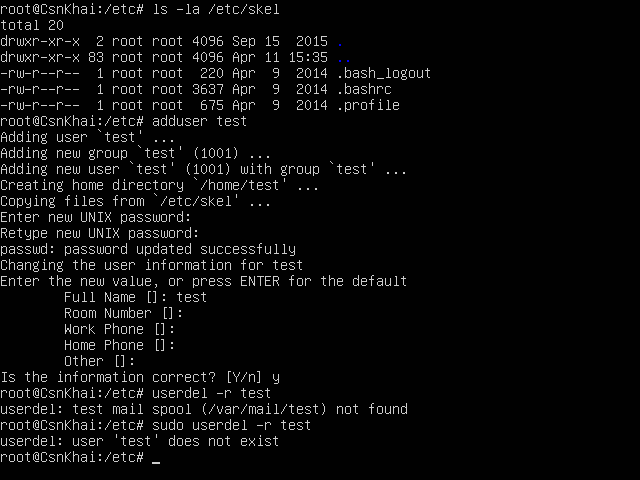 root@CsnKhai:/etc# ls -la /etc/skel
total 20
drwxr-xr-x  2 root root 4096 Sep 15  2015 .
drwxr-xr-x 83 root root 4096 Apr 11 15:35 ..
-rw-r--r--  1 root root  220 Apr  9  2014 .bash_logout
-rw-r--r--  1 root root 3637 Apr  9  2014 .bashrc
-rw-r--r--  1 root root  675 Apr  9  2014 .profile
root@CsnKhai:/etc# adduser test
Adding user `test' ...
Adding new group `test' (1001) ...
Adding new user `test' (1001) with group `test' ...
Creating home directory `/home/test' ...
Copying files from `/etc/skel' ...
Enter new UNIX password:
Retype new UNIX password:
passwd: password updated successfully
Changing the user information for test
Enter the new value, or press ENTER for the default
        Full Name []: test
        Room Number []:
        Work Phone []:
        Home Phone []:
        Other []:
Is the information correct? [Y/n] y
root@CsnKhai:/etc# userdel -r test
userdel: test mail spool (/var/mail/test) not found
root@CsnKhai:/etc# sudo userdel -r test
userdel: user 'test' does not exist
root@CsnKhai:/etc# _